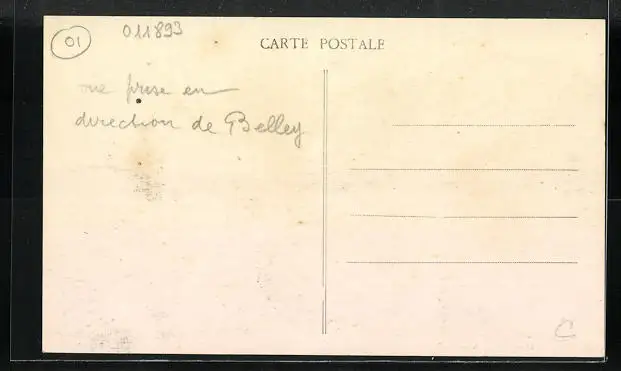 01
011893
CARTE POSTALE
vue prise en
direction de Belley
C